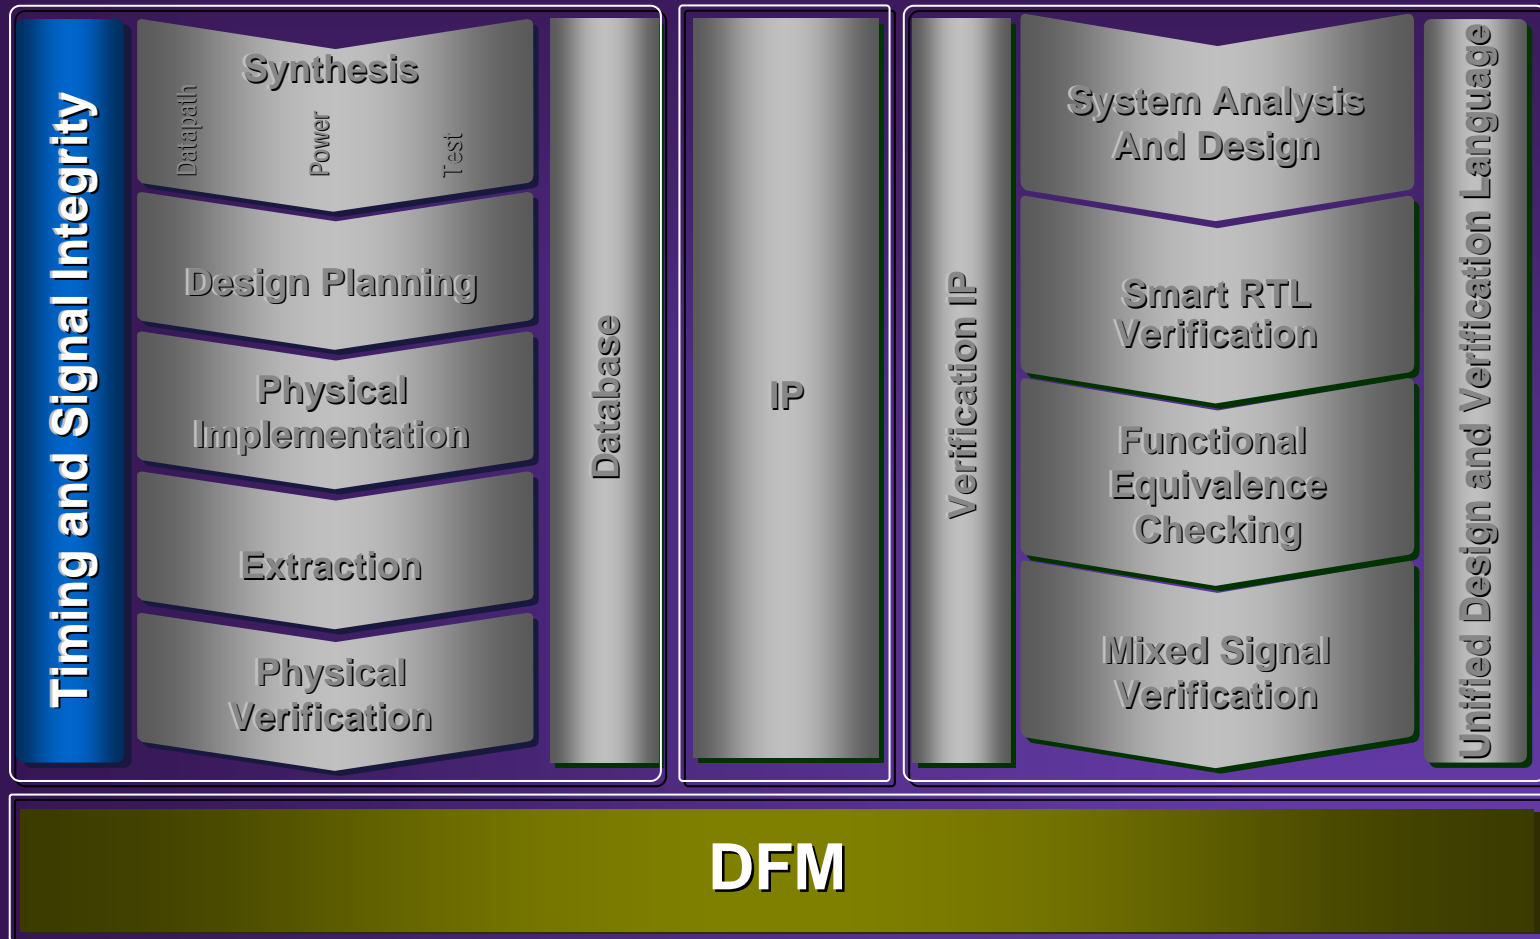 Timing and Signal Integrity
Synthesis
Datapath
Power
Test
Design Planning
Physical
Implementation
Extraction
Physical
Verification
Database
IP
Verification IP
System Analysis
And Design
Smart RTL
Verification
Functional
Equivalence
Checking
Mixed Signal
Verification
Unified Design and Verification Language
DFM